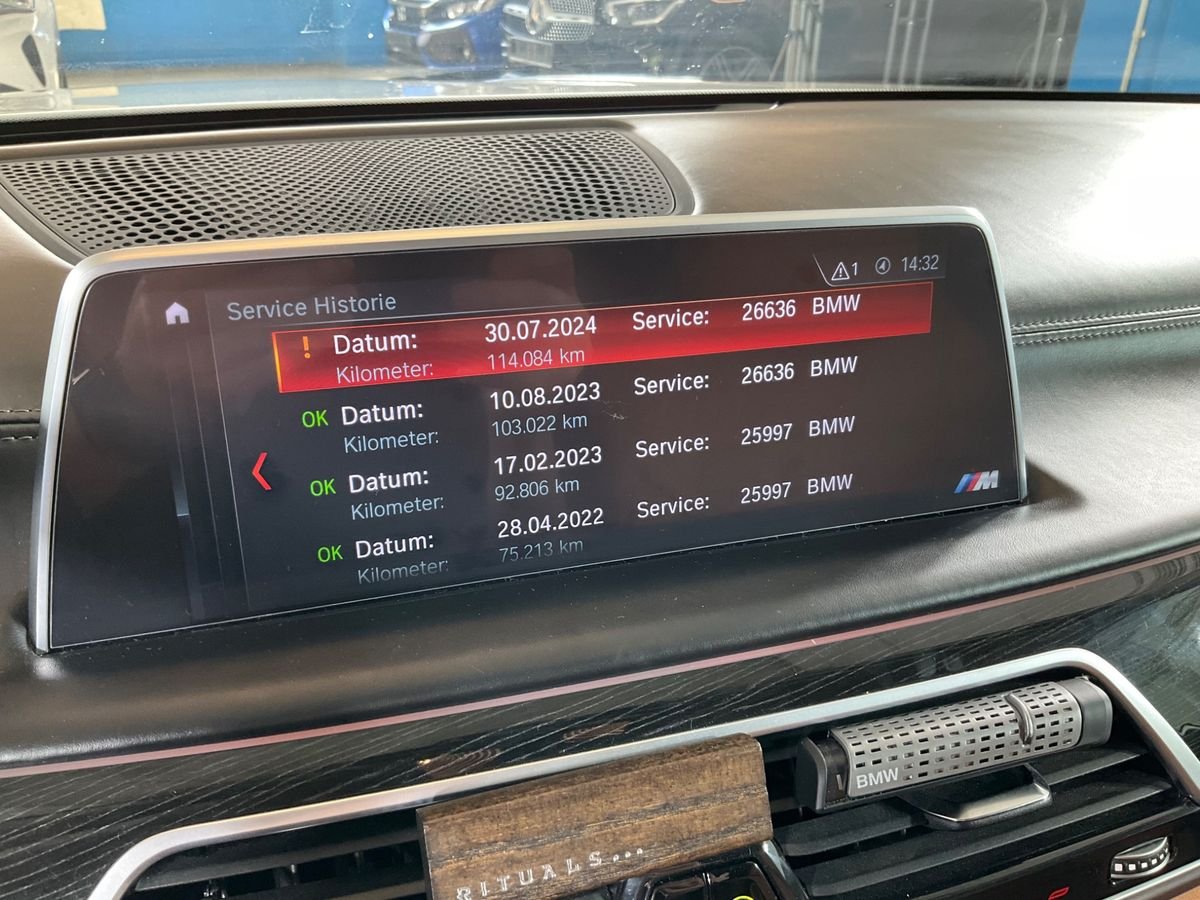 1 14:32
Service Historie
! Datum: 30.07.2024 Service: 26636 BMW
Kilometer: 114.084 km
OK Datum: 10.08.2023 Service: 26636 BMW
Kilometer: 103.022 km
OK Datum: 17.02.2023 Service: 25997 BMW
Kilometer: 92.806 km
OK Datum: 28.04.2022 Service: 25997 BMW
Kilometer: 75.213 km
M
BMW
RITUALS...